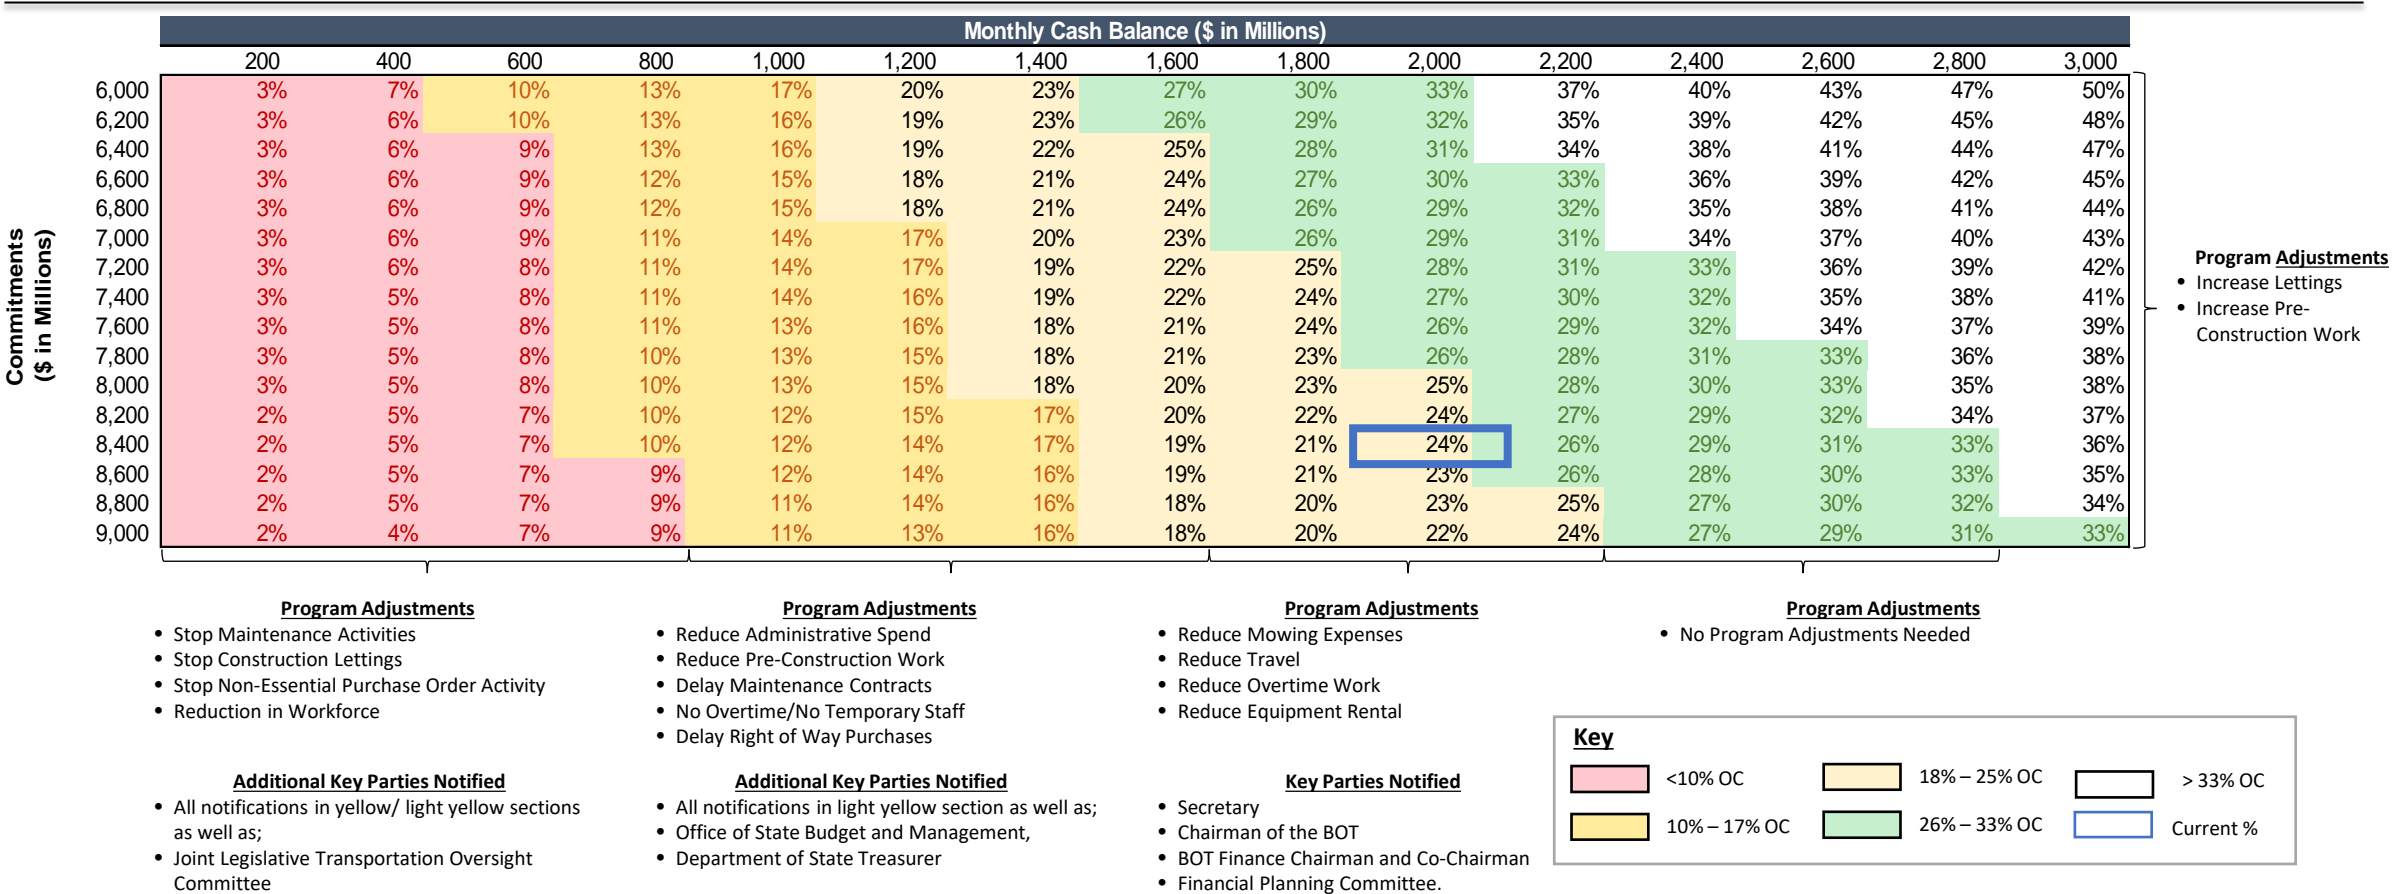 Monthly Cash Balance ($ in Millions)
200 400 600 800 1,000 1,200 1,400 1,600 1,800 2,000 2,200 2,400 2,600 2,800 3,000
Commitments
($ in Millions)
6,000 3% 7% 10% 13% 17% 20% 23% 27% 30% 33% 37% 40% 43% 47% 50%
6,200 3% 6% 10% 13% 16% 19% 23% 26% 29% 32% 35% 39% 42% 45% 48%
6,400 3% 6% 9% 13% 16% 19% 22% 25% 28% 31% 34% 38% 41% 44% 47%
6,600 3% 6% 9% 12% 15% 18% 21% 24% 27% 30% 33% 36% 39% 42% 45%
6,800 3% 6% 9% 12% 15% 18% 21% 24% 26% 29% 32% 35% 38% 41% 44%
7,000 3% 6% 9% 11% 14% 17% 20% 23% 26% 29% 31% 34% 37% 40% 43%
7,200 3% 6% 8% 11% 14% 17% 19% 22% 25% 28% 31% 33% 36% 39% 42%
7,400 3% 5% 8% 11% 14% 16% 19% 22% 24% 27% 30% 32% 35% 38% 41%
7,600 3% 5% 8% 11% 13% 16% 18% 21% 24% 26% 29% 32% 34% 37% 39%
7,800 3% 5% 8% 10% 13% 15% 18% 21% 23% 26% 28% 31% 33% 36% 38%
8,000 3% 5% 8% 10% 13% 15% 18% 20% 23% 25% 28% 30% 33% 35% 38%
8,200 2% 5% 7% 10% 12% 15% 17% 20% 22% 24% 27% 29% 32% 34% 37%
8,400 2% 5% 7% 10% 12% 14% 17% 19% 21% 24% 26% 29% 31% 33% 36%
8,600 2% 5% 7% 9% 12% 14% 16% 19% 21% 23% 26% 28% 30% 33% 35%
8,800 2% 5% 7% 9% 11% 14% 16% 18% 20% 23% 25% 27% 30% 32% 34%
9,000 2% 4% 7% 9% 11% 13% 16% 18% 20% 22% 24% 27% 29% 31% 33%
Program Adjustments
• Increase Lettings
• Increase Pre-
Construction Work
Program Adjustments
• Stop Maintenance Activities
• Stop Construction Lettings
• Stop Non-Essential Purchase Order Activity
• Reduction in Workforce
Additional Key Parties Notified
• All notifications in yellow/ light yellow sections
as well as;
• Joint Legislative Transportation Oversight
Committee
Program Adjustments
• Reduce Administrative Spend
• Reduce Pre-Construction Work
• Delay Maintenance Contracts
• No Overtime/No Temporary Staff
• Delay Right of Way Purchases
Additional Key Parties Notified
• All notifications in light yellow section as well as;
• Office of State Budget and Management,
• Department of State Treasurer
Program Adjustments
• Reduce Mowing Expenses
• Reduce Travel
• Reduce Overtime Work
• Reduce Equipment Rental
Key Parties Notified
• Secretary
• Chairman of the BOT
• BOT Finance Chairman and Co-Chairman
• Financial Planning Committee.
Program Adjustments
• No Program Adjustments Needed
Key
<10% OC 18% – 25% OC > 33% OC
10% – 17% OC 26% – 33% OC Current %